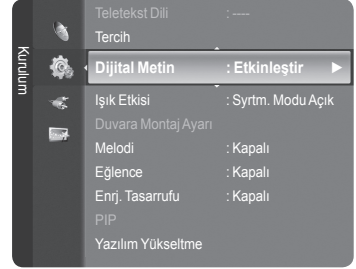 Kurulum
Teletekst Dili : ----
Tercih
Dijital Metin : Etkinleştir
Işık Etkisi : Syrtm. Modu Açık
Duvara Montaj Ayarı
Melodi : Kapalı
Eğlence : Kapalı
Enrj. Tasarrufu : Kapalı
PIP
Yazılım Yükseltme